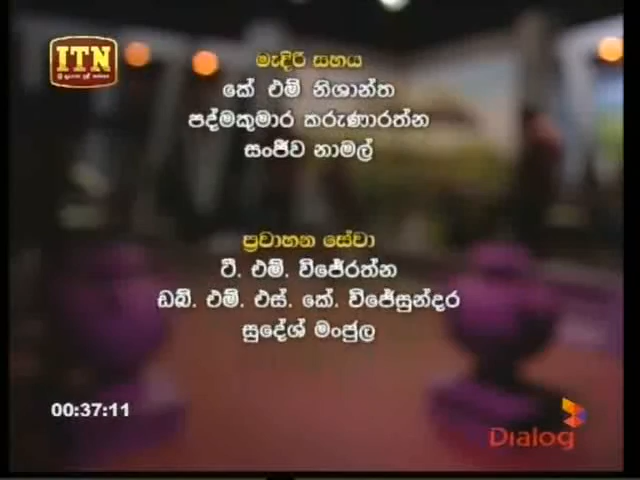 ITN
මැදිරි සහය
කේ එම් නිශාන්ත
පද්මකුමාර කරුණාරත්න
සංජීව නාමල්
ප්‍රවාහන සේවා
ටී. එම්. විජේරත්න
ඩබ්. එම්. එස්. කේ. විජේසුන්දර
සුදේශ් මංජුල
00:37:11
Dialog